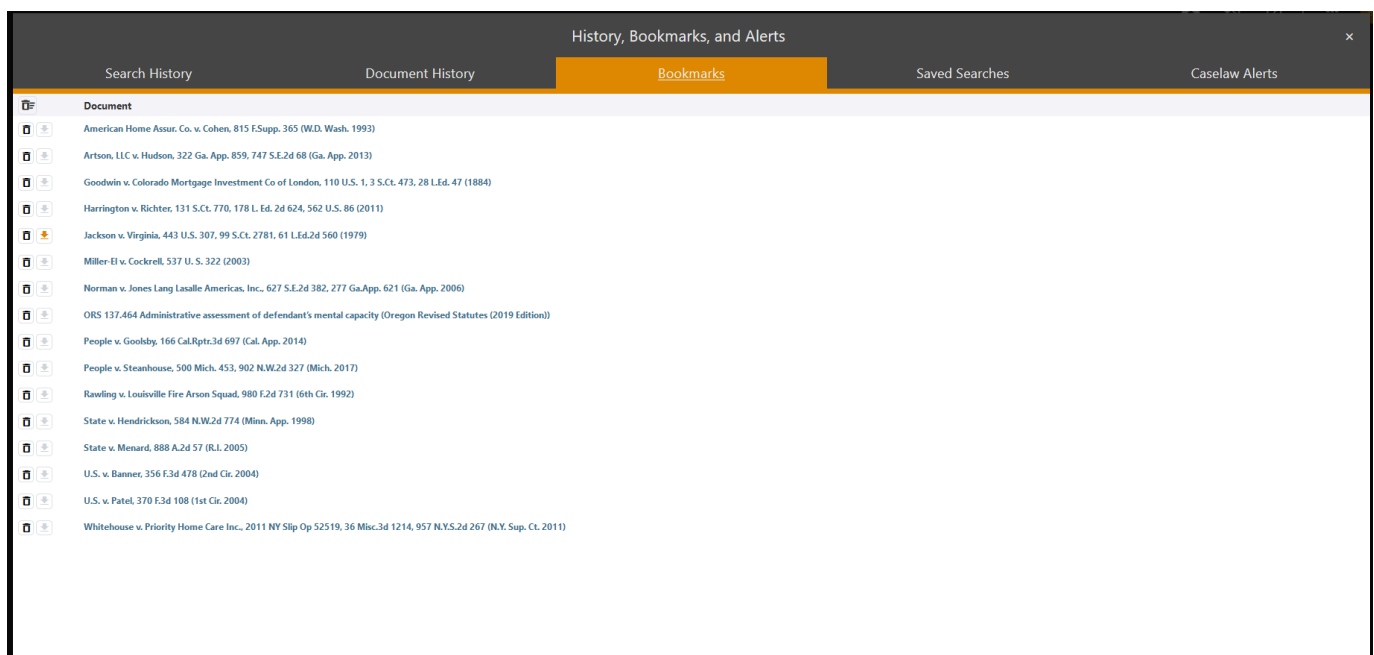 History, Bookmarks, and Alerts
×
Search History Document History Bookmarks Saved Searches Caselaw Alerts
Document
American Home Assur. Co. v. Cohen, 815 F.Supp. 365 (W.D. Wash. 1993)
Artson, LLC v. Hudson, 322 Ga. App. 859, 747 S.E.2d 68 (Ga. App. 2013)
Goodwin v. Colorado Mortgage Investment Co of London, 110 U.S. 1, 3 S.Ct. 473, 28 L.Ed. 47 (1884)
Harrington v. Richter, 131 S.Ct. 770, 178 L. Ed. 2d 624, 562 U.S. 86 (2011)
Jackson v. Virginia, 443 U.S. 307, 99 S.Ct. 2781, 61 L.Ed.2d 560 (1979)
Miller-El v. Cockrell, 537 U. S. 322 (2003)
Norman v. Jones Lang Lasalle Americas, Inc., 627 S.E.2d 382, 277 Ga.App. 621 (Ga. App. 2006)
ORS 137.464 Administrative assessment of defendant's mental capacity (Oregon Revised Statutes (2019 Edition))
People v. Goolsby, 166 Cal.Rptr.3d 697 (Cal. App. 2014)
People v. Steanhouse, 500 Mich. 453, 902 N.W.2d 327 (Mich. 2017)
Rawling v. Louisville Fire Arson Squad, 980 F.2d 731 (6th Cir. 1992)
State v. Hendrickson, 584 N.W.2d 774 (Minn. App. 1998)
State v. Menard, 888 A.2d 57 (R.I. 2005)
U.S. v. Banner, 356 F.3d 478 (2nd Cir. 2004)
U.S. v. Patel, 370 F.3d 108 (1st Cir. 2004)
Whitehouse v. Priority Home Care Inc., 2011 NY Slip Op 52519, 36 Misc.3d 1214, 957 N.Y.S.2d 267 (N.Y. Sup. Ct. 2011)